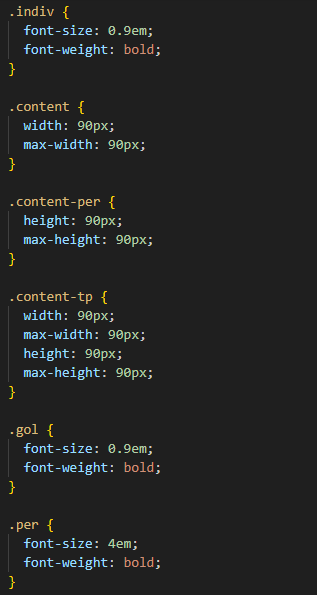 .indiv {
  font-size: 0.9em;
  font-weight: bold;
}

.content {
  width: 90px;
  max-width: 90px;
}

.content-per {
  height: 90px;
  max-height: 90px;
}

.content-tp {
  width: 90px;
  max-width: 90px;
  height: 90px;
  max-height: 90px;
}

.gol {
  font-size: 0.9em;
  font-weight: bold;
}

.per {
  font-size: 4em;
  font-weight: bold;
}